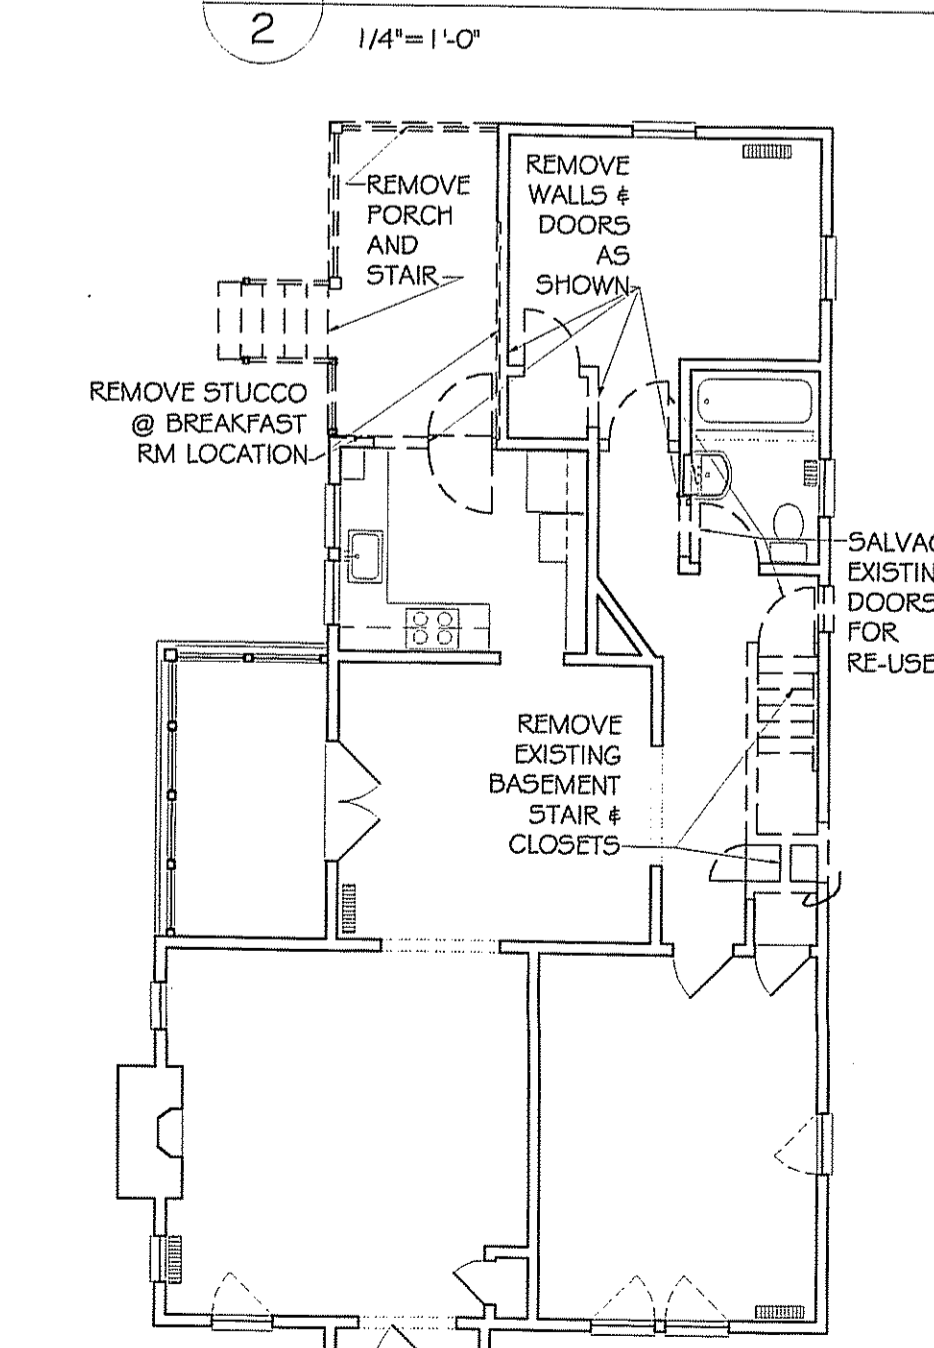 2
1/4"=1'-0"
REMOVE
PORCH
AND
STAIR
REMOVE
WALLS &
DOORS
AS
SHOWN
REMOVE STUCCO
@ BREAKFAST
RM LOCATION
SALVAG
EXISTIN
DOORS
FOR
RE-USE
REMOVE
EXISTING
BASEMENT
STAIR &
CLOSETS